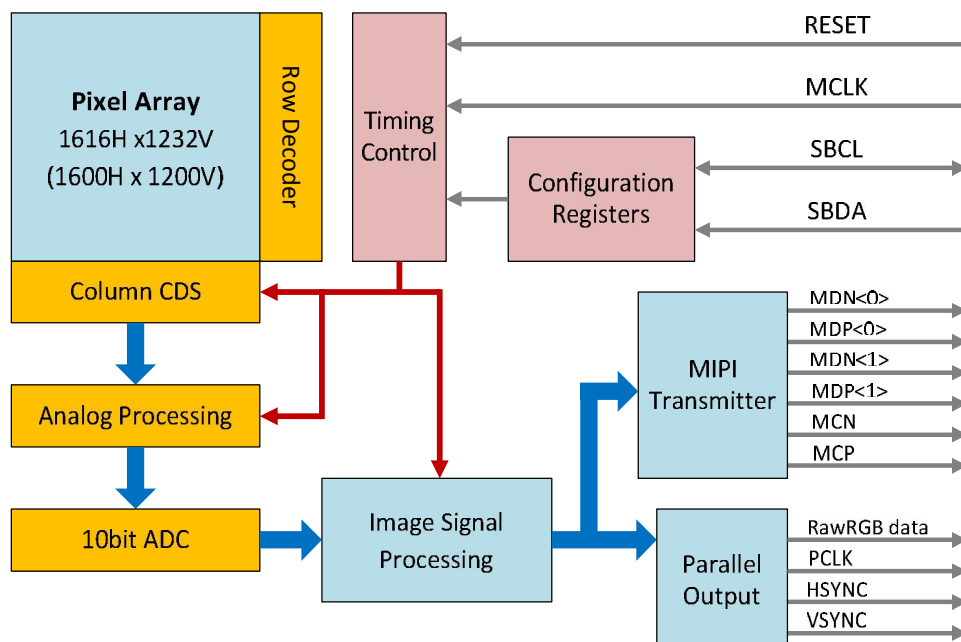 Pixel Array
1616H x1232V
(1600H x 1200V)
Row Decoder
Timing
Control
RESET
MCLK
SBCL
SBDA
Configuration
Registers
Column CDS
Analog Processing
10bit ADC
Image Signal
Processing
MIPI
Transmitter
MDN<0>
MDP<0>
MDN<1>
MDP<1>
MCN
MCP
Parallel
Output
RawRGB data
PCLK
HSYNC
VSYNC